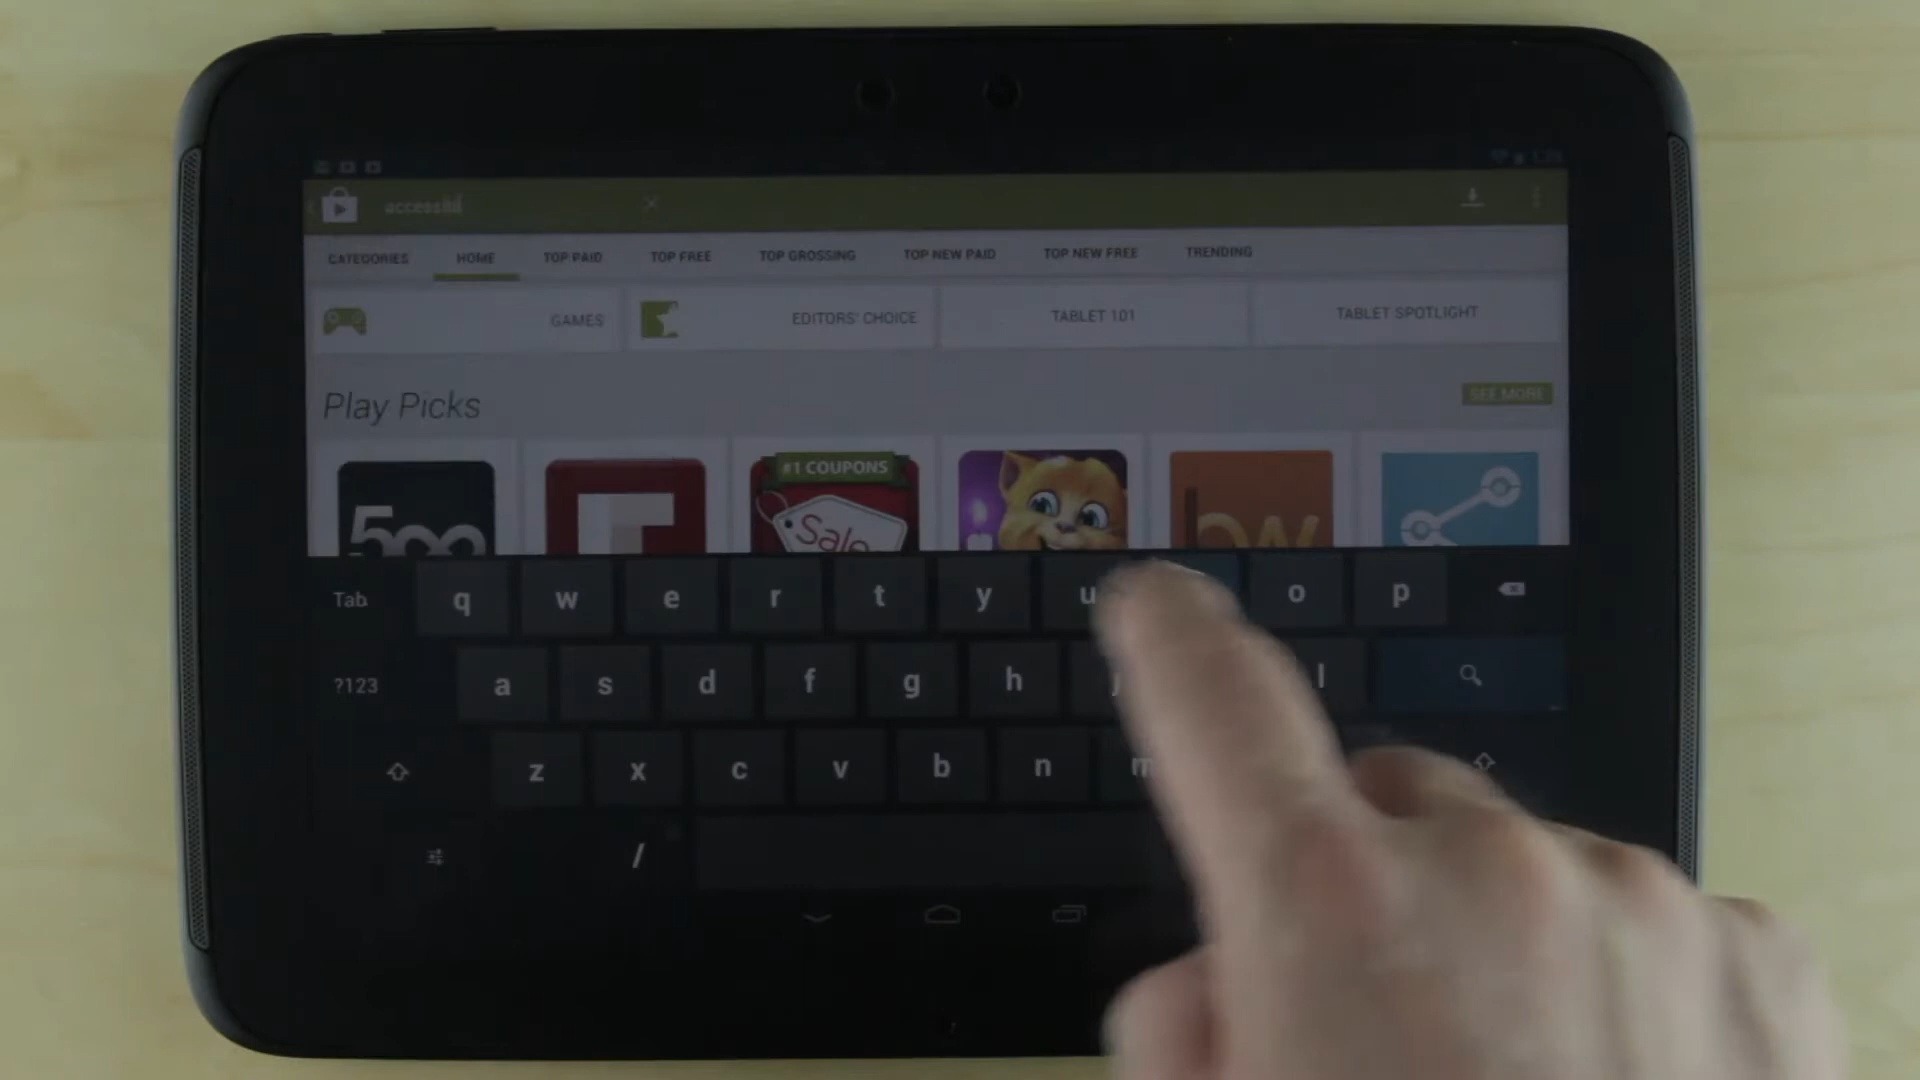 CATEGORIES HOME TOP PAID TOP FREE TOP GROSSING TOP NEW PAID TOP NEW FREE TRENDING
GAMES EDITORS' CHOICE TABLET 101 TABLET SPOTLIGHT
Play Picks SEE MORE
500 #1 COUPONS
Sale
Tab q w e r t y u o p
?123 a s d f g h j l
z x c v b n m
/